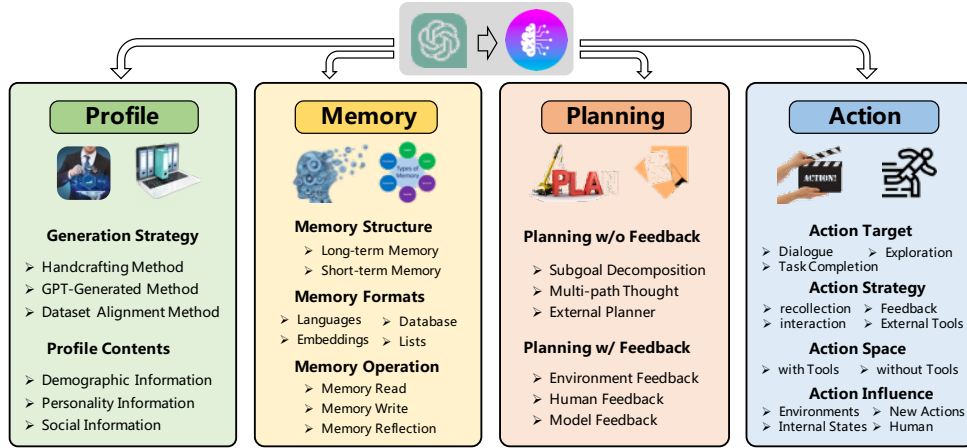 Profile
Generation Strategy
Handcrafting Method
GPT-Generated Method
Dataset Alignment Method
Profile Contents
Demographic Information
Personality Information
Social Information
Memory
Types of
Memory
Memory Structure
Long-term Memory
Short-term Memory
Memory Formats
Languages
Database
Embeddings
Lists
Memory Operation
Memory Read
Memory Write
Memory Reflection
Planning
PLAN
Planning w/o Feedback
Subgoal Decomposition
Multi-path Thought
External Planner
Planning w/ Feedback
Environment Feedback
Human Feedback
Model Feedback
Action
ACTION!
Action Target
Dialogue
Exploration
Task Completion
Action Strategy
recollection
Feedback
interaction
External Tools
Action Space
with Tools
without Tools
Action Influence
Environments
New Actions
Internal States
Human